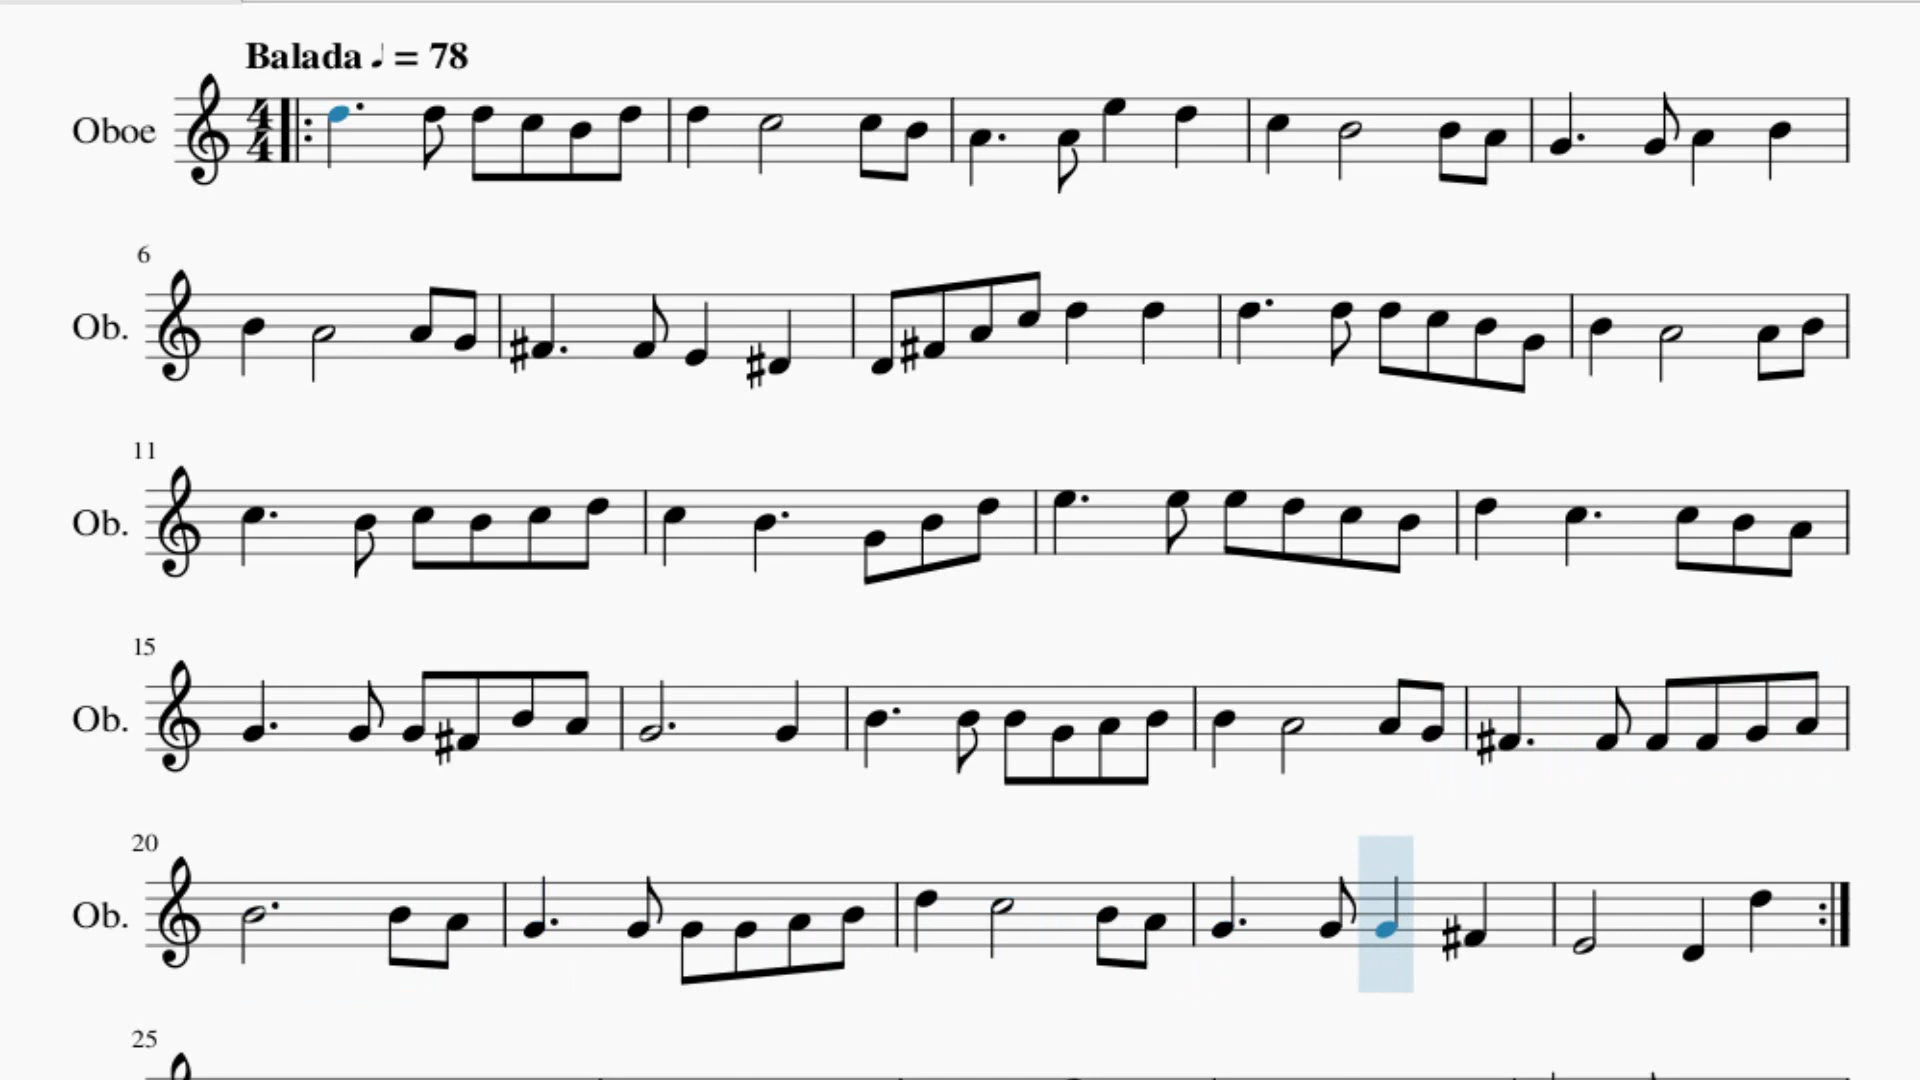 Balada ♩ = 78
Oboe
4/4
6
Ob.
11
Ob.
15
Ob.
20
Ob.
25